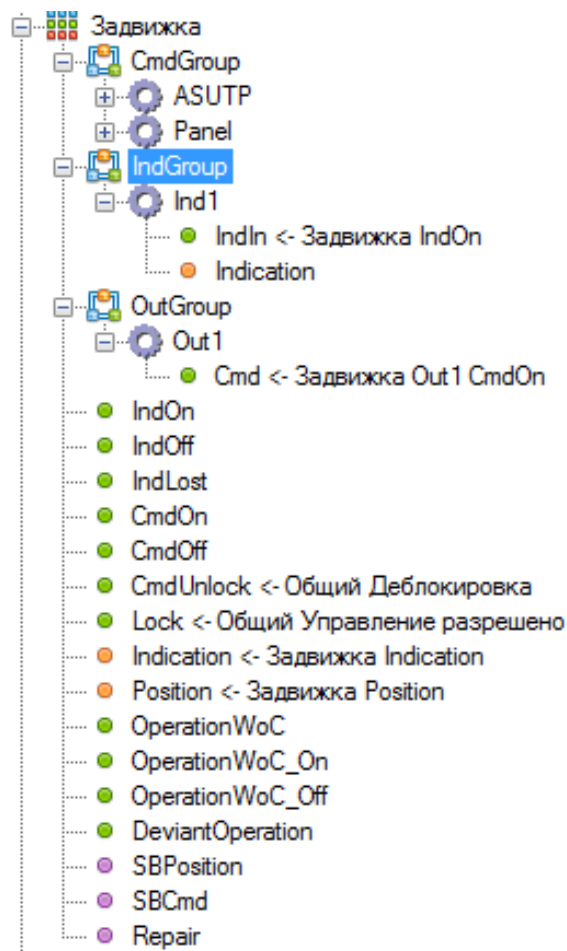 Задвижка
CmdGroup
ASUTP
Panel
IndGroup
Ind1
IndIn <- Задвижка IndOn
Indication
OutGroup
Out1
Cmd <- Задвижка Out1 CmdOn
IndOn
IndOff
IndLost
CmdOn
CmdOff
CmdUnlock <- Общий Деблокировка
Lock <- Общий Управление разрешено
Indication <- Задвижка Indication
Position <- Задвижка Position
OperationWoC
OperationWoC_On
OperationWoC_Off
DeviantOperation
SBPosition
SBCmd
Repair